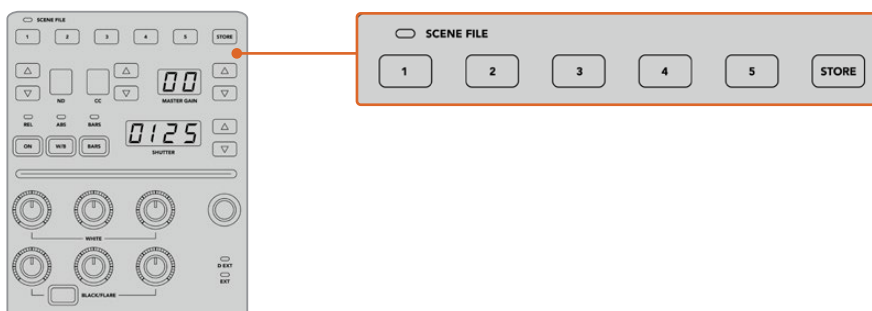 SCENE FILE
1 2 3 4 5 STORE
ND CC 00
MASTER GAIN
REL ABS BARS
ON W/B BARS 0125
SHUTTER
WHITE
D EXT
EXT
BLACK/FLARE
SCENE FILE
1 2 3 4 5 STORE